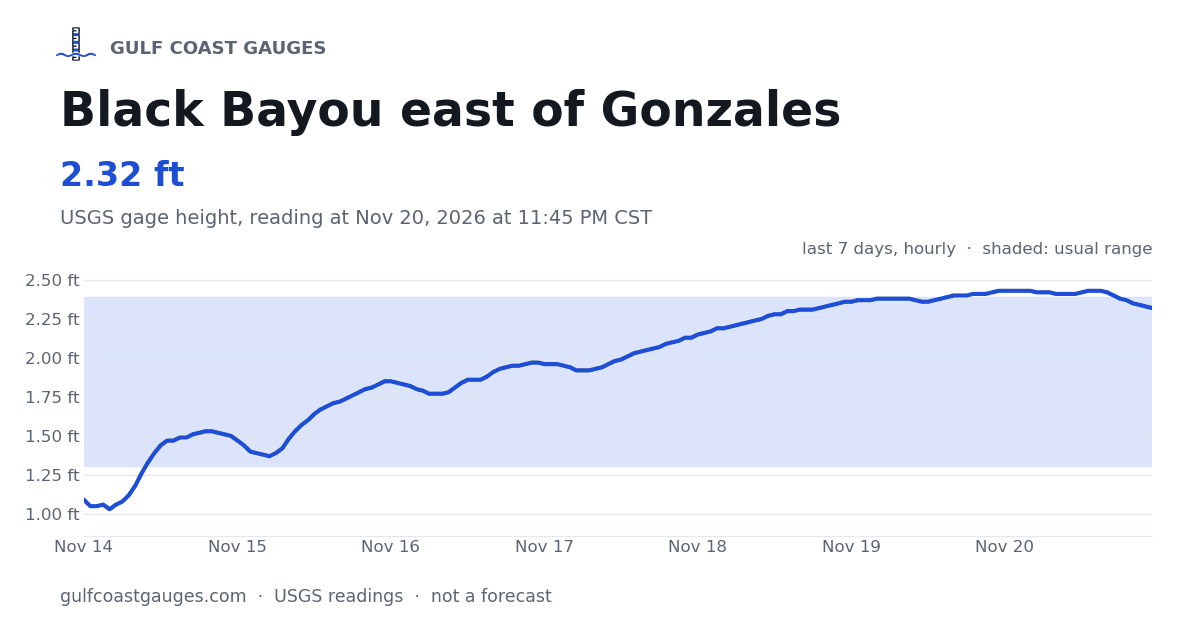 GULF COAST GAUGES
Black Bayou east of Gonzales
2.32 ft
USGS gage height, reading at Nov 20, 2026 at 11:45 PM CST
last 7 days, hourly · shaded: usual range
2.50 ft
2.25 ft
2.00 ft
1.75 ft
1.50 ft
1.25 ft
1.00 ft
Nov 14 Nov 15 Nov 16 Nov 17 Nov 18 Nov 19 Nov 20
gulfcoastgauges.com · USGS readings · not a forecast